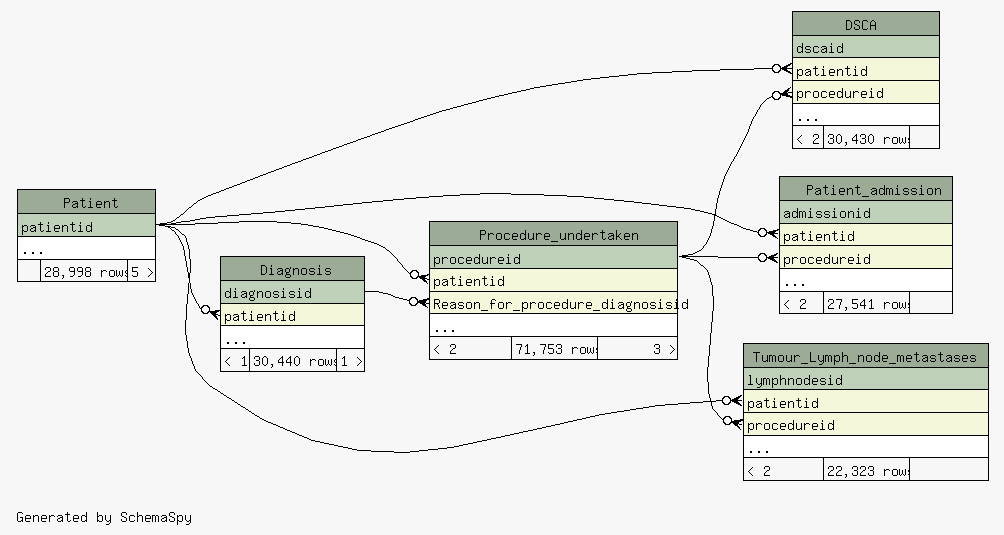 DSCA
dscaid
patientid
procedureid
...
< 2 30,430 rows
Patient
patientid
...
28,998 rows 5 >
Patient_admission
admissionid
patientid
procedureid
...
< 2 27,541 rows
Procedure_undertaken
procedureid
patientid
Reason_for_procedure_diagnosisid
...
< 2 71,753 rows 3 >
Diagnosis
diagnosisid
patientid
...
< 1 30,440 rows 1 >
Tumour_Lymph_node_metastases
lymphnodesid
patientid
procedureid
...
< 2 22,323 rows
Generated by SchemaSpy